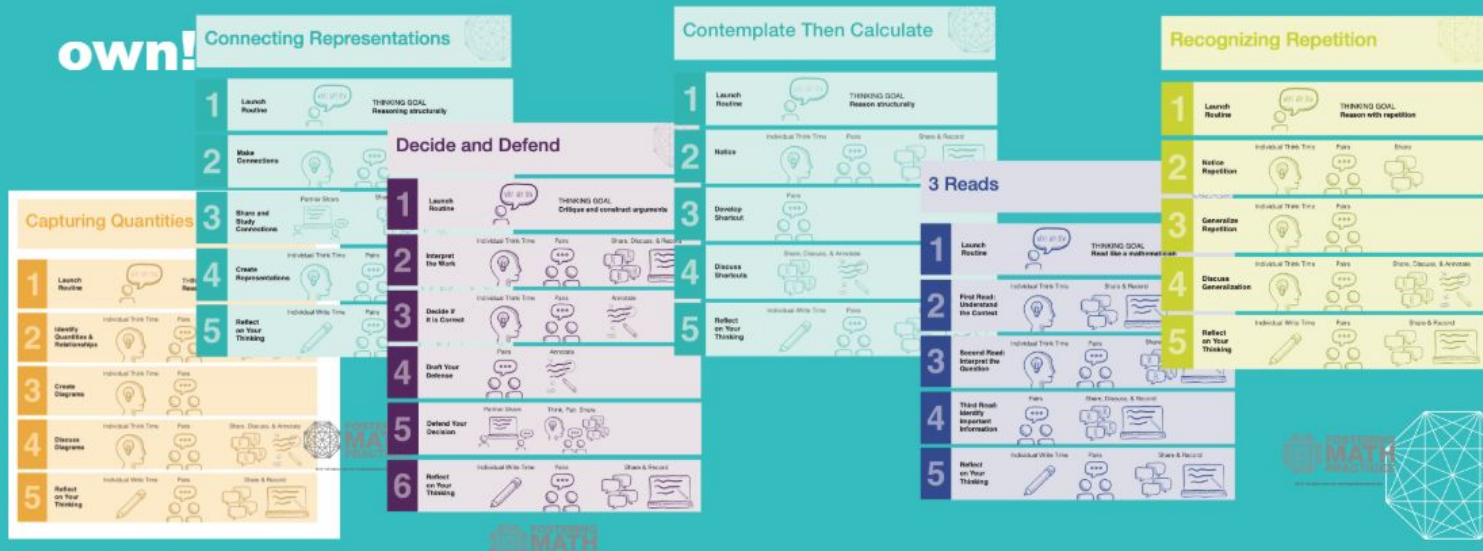 own!
Connecting Representations
1
Launch
Routine
THINKING GOAL
Reasoning structurally
2
Make
Connections
3
Share and
Study
Connections
Partner Share
4
Create
Representations
Individual Think Time
Pairs
5
Reflect
on Your
Thinking
Individual Write Time
Pairs
Capturing Quantities
1
Launch
Routine
2
Identify
Quantities &
Relationships
Individual Think Time
Pairs
3
Create
Diagrams
Individual Think Time
Pairs
4
Discuss
Diagrams
Individual Think Time
Pairs
Share, Discuss, & Annotate
5
Reflect
on Your
Thinking
Individual Write Time
Pairs
Share & Record
Decide and Defend
1
Launch
Routine
THINKING GOAL
Critique and construct arguments
2
Interpret
the Work
Individual Think Time
Pairs
Share, Discuss, & Record
3
Decide if
It is Correct
Individual Think Time
Pairs
Annotate
4
Draft Your
Defense
Pairs
Annotate
5
Defend Your
Decision
Partner Share
Think, Pair, Share
6
Reflect
on Your
Thinking
Individual Write Time
Pairs
Share & Record
Contemplate Then Calculate
1
Launch
Routine
THINKING GOAL
Reason structurally
2
Notice
Individual Think Time
Pairs
Share & Record
3
Develop
Shortcut
Pairs
4
Discuss
Shortcuts
Share, Discuss, & Annotate
5
Reflect
on Your
Thinking
Individual Write Time
Pairs
3 Reads
1
Launch
Routine
THINKING GOAL
Read like a mathematician
2
First Read:
Understand
the Context
Individual Think Time
Share & Record
3
Second Read:
Interpret the
Question
Individual Think Time
Pairs
4
Third Read:
Identify
Important
Information
Pairs
Share, Discuss, & Record
5
Reflect
on Your
Thinking
Individual Write Time
Pairs
Share & Record
Recognizing Repetition
1
Launch
Routine
THINKING GOAL
Reason with repetition
2
Notice
Repetition
Individual Think Time
Pairs
Share
3
Generalize
Repetition
Individual Think Time
Pairs
4
Discuss
Generalization
Individual Think Time
Pairs
Share, Discuss, & Annotate
5
Reflect
on Your
Thinking
Individual Write Time
Pairs
Share & Record
FOSTERING
MATH
PRACTICES
FOSTERING
MATH